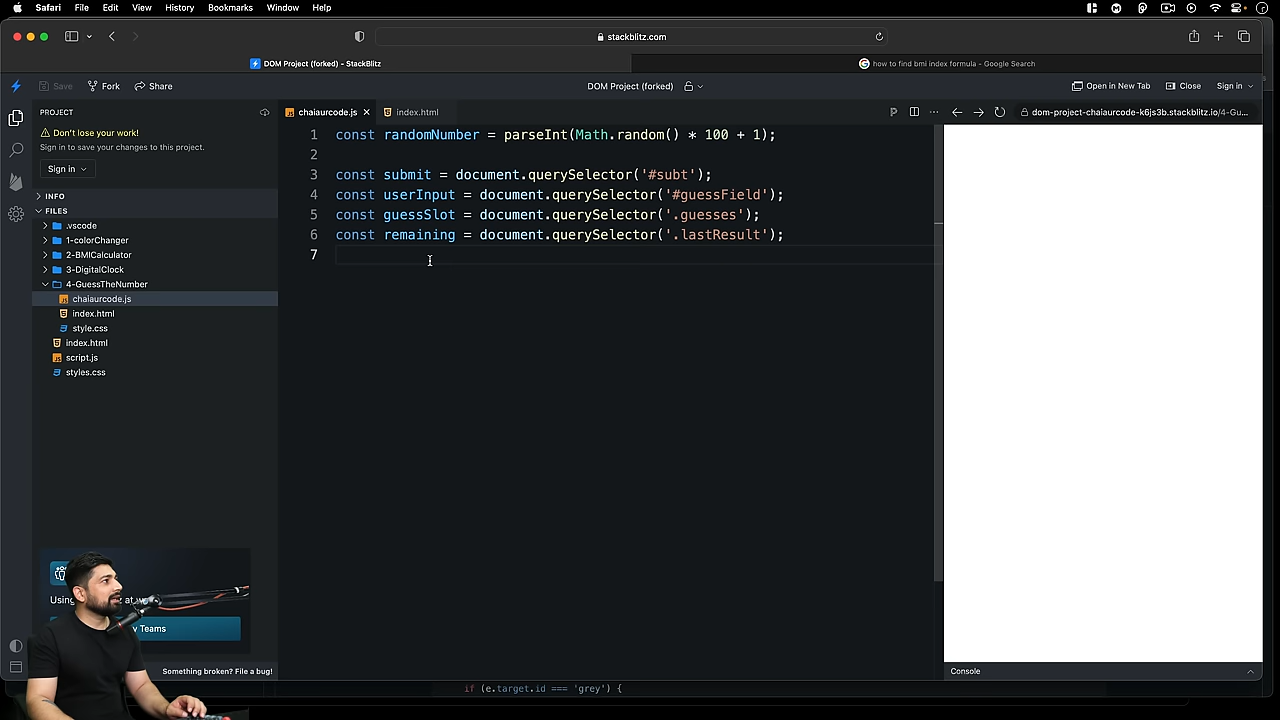 Safari File Edit View History Bookmarks Window Help
stackblitz.com
DOM Project (forked) - StackBlitz
how to find bmi index formula - Google Search
Save Fork Share
DOM Project (forked)
Open in New Tab Close Sign in
PROJECT
chaiaurcode.js index.html
dom-project-chaiaurcode-k6js3b.stackblitz.io/4-Gu...
Don't lose your work!
Sign in to save your changes to this project.
Sign in
INFO
FILES
.vscode
1-colorChanger
2-BMICalculator
3-DigitalClock
4-GuessTheNumber
chaiaurcode.js
index.html
style.css
index.html
script.js
styles.css
1 const randomNumber = parseInt(Math.random() * 100 + 1);
2
3 const submit = document.querySelector('#subt');
4 const userInput = document.querySelector('#guessField');
5 const guessSlot = document.querySelector('.guesses');
6 const remaining = document.querySelector('.lastResult');
7
Using at
Teams
Something broken? File a bug!
Console
if (e.target.id === 'grey') {